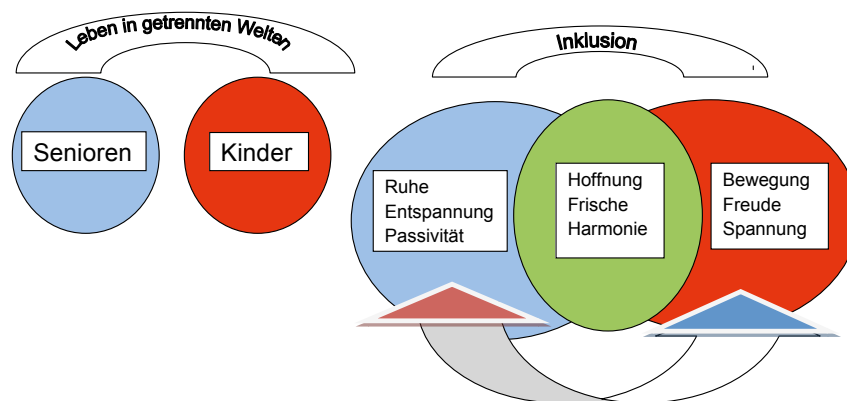 Leben in getrennten Welten
Inklusion
Senioren
Kinder
Ruhe
Entspannung
Passivität
Hoffnung
Frische
Harmonie
Bewegung
Freude
Spannung